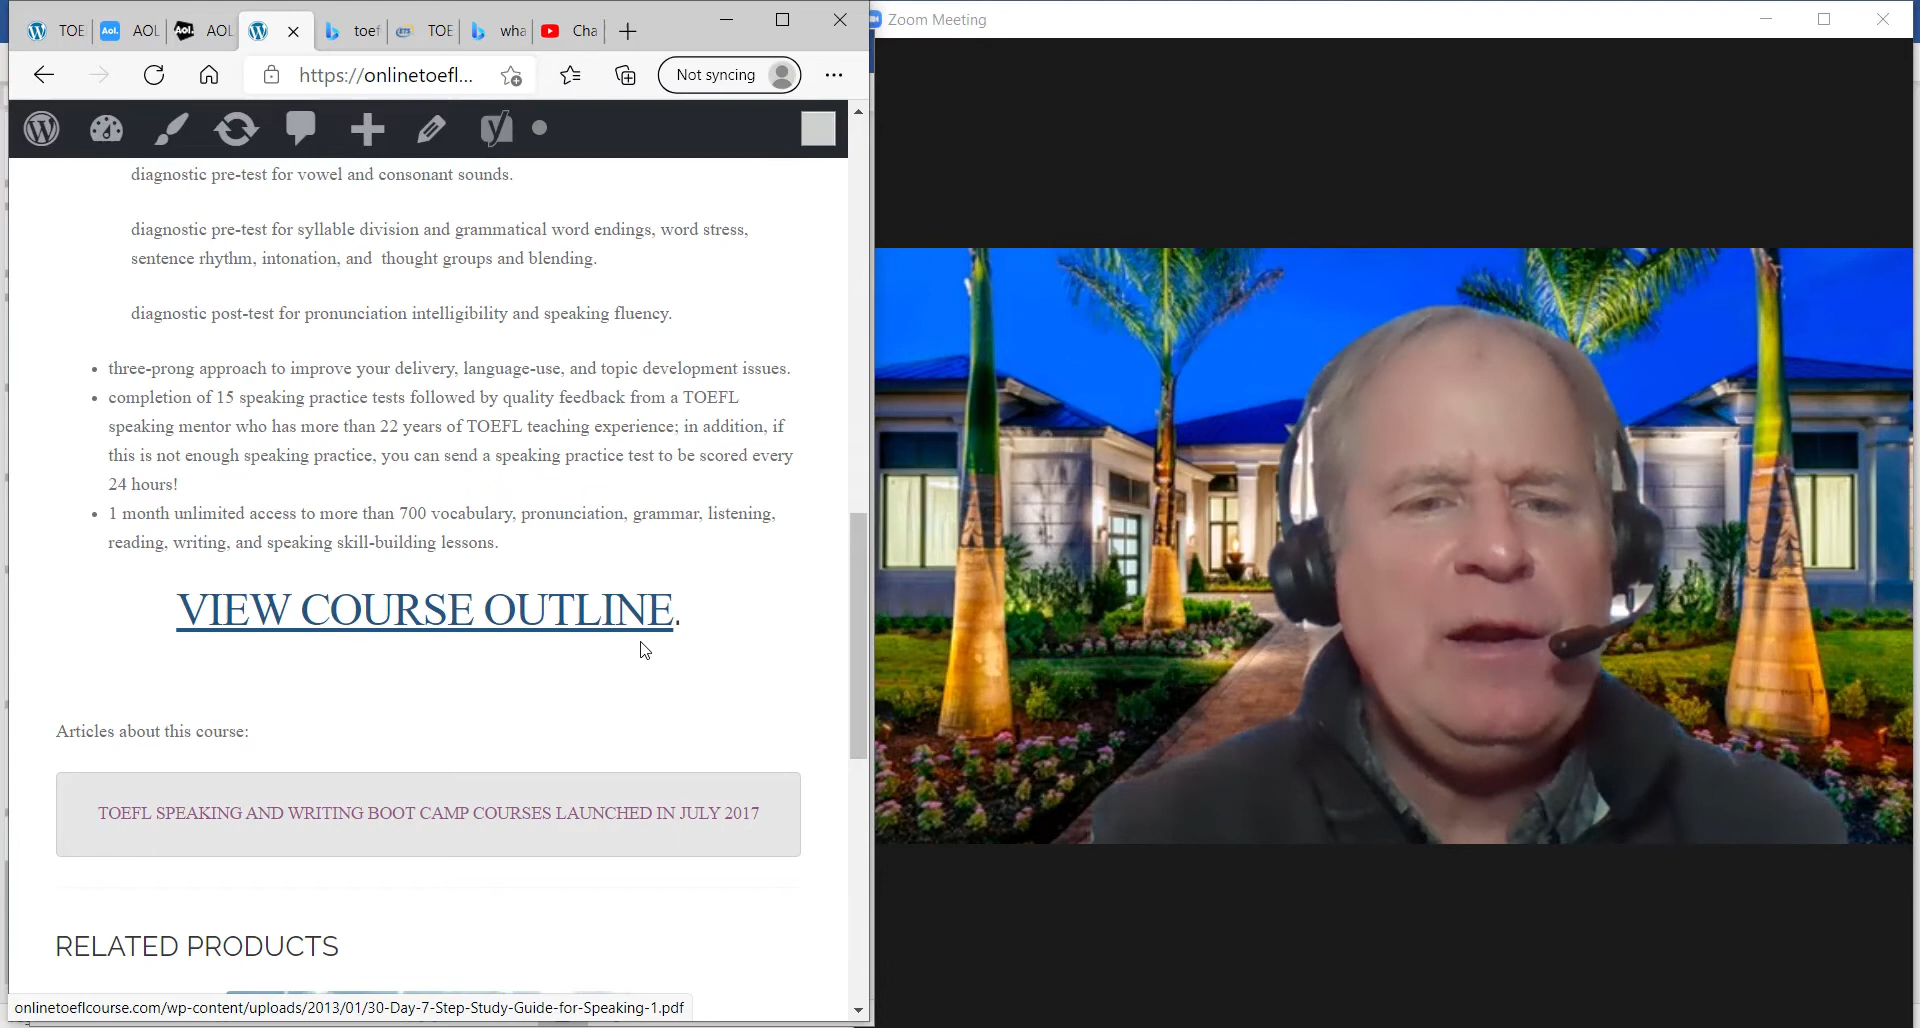 TOE
AOL
AOL
toef
TOE
wha
Cha
https://onlinetoefl...
Not syncing
diagnostic pre-test for vowel and consonant sounds.
diagnostic pre-test for syllable division and grammatical word endings, word stress,
sentence rhythm, intonation, and thought groups and blending.
diagnostic post-test for pronunciation intelligibility and speaking fluency.
• three-prong approach to improve your delivery, language-use, and topic development issues.
• completion of 15 speaking practice tests followed by quality feedback from a TOEFL
speaking mentor who has more than 22 years of TOEFL teaching experience; in addition, if
this is not enough speaking practice, you can send a speaking practice test to be scored every
24 hours!
• 1 month unlimited access to more than 700 vocabulary, pronunciation, grammar, listening,
reading, writing, and speaking skill-building lessons.
VIEW COURSE OUTLINE.
Articles about this course:
TOEFL SPEAKING AND WRITING BOOT CAMP COURSES LAUNCHED IN JULY 2017
RELATED PRODUCTS
onlinetoeflcourse.com/wp-content/uploads/2013/01/30-Day-7-Step-Study-Guide-for-Speaking-1.pdf
Zoom Meeting